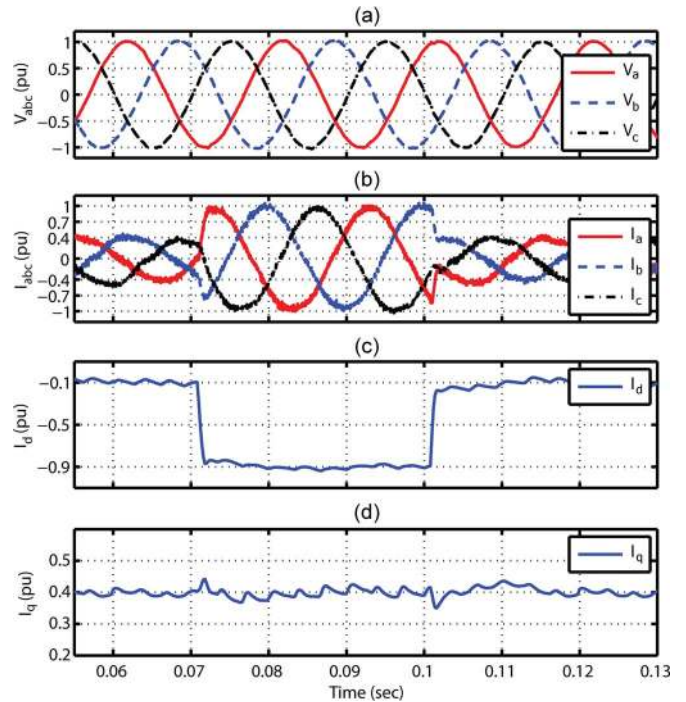 (a)
V_abc (pu)
1
0.5
0
−0.5
−1
V_a
V_b
V_c
(b)
I_abc (pu)
1
0.7
0.4
0
−0.4
−0.7
−1
I_a
I_b
I_c
(c)
I_d (pu)
−0.1
−0.5
−0.9
I_d
(d)
I_q (pu)
0.5
0.4
0.3
0.2
I_q
0.06 0.07 0.08 0.09 0.1 0.11 0.12 0.13
Time (sec)